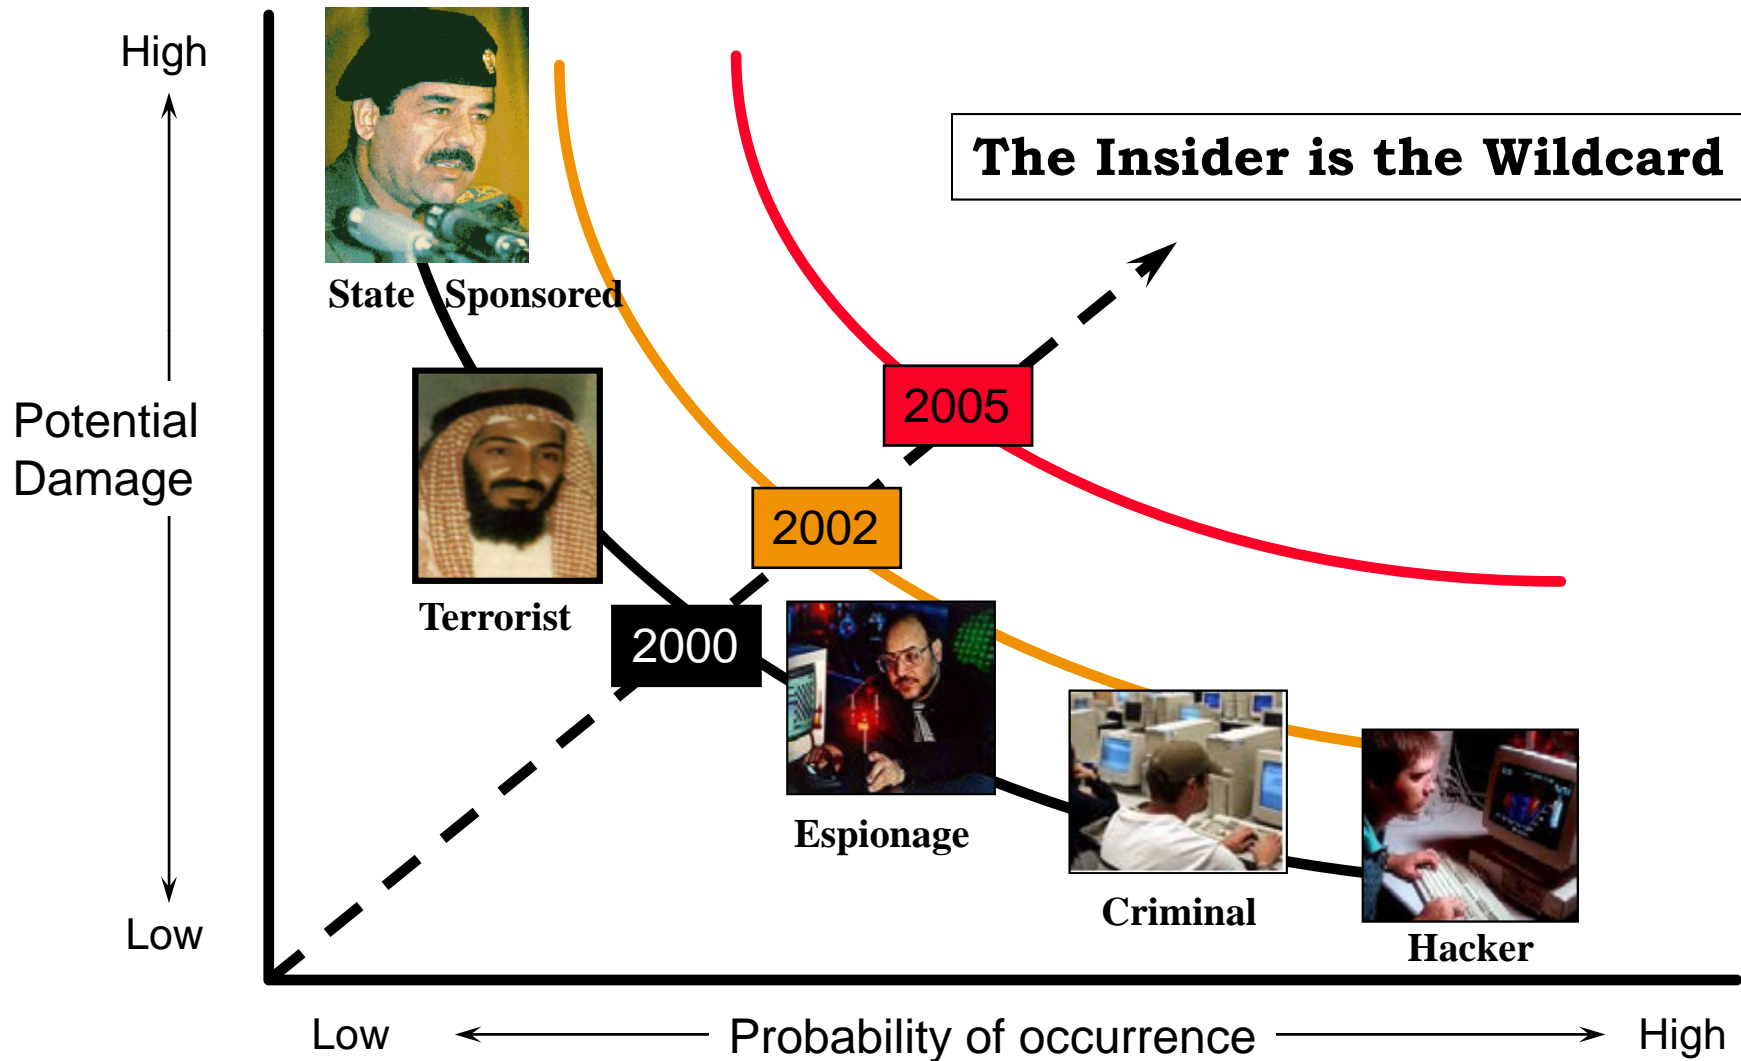 High
The Insider is the Wildcard
State Sponsored
2005
Potential
Damage
2002
Terrorist
2000
Espionage
Criminal
Low
Hacker
Low
Probability of occurrence
High